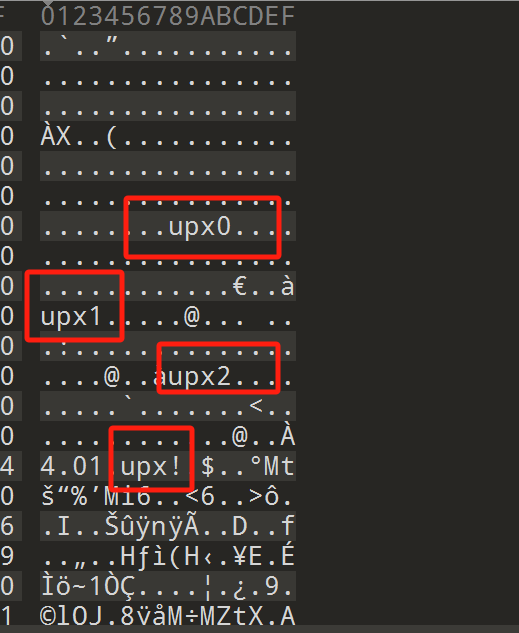 F 0123456789ABCDEF
0 .`..”...........
0 ................
0 ................
0 ÀX..(...........
0 ................
0 ................
0 ........upx0....
0 ................
0 ............€..à
0 upx1.....@... ..
0 .:..............
0 ....@..aupx2....
0 .....`.......<..
0 ......... ..@..À
4 4.01.upx! $..°Mt
0 š“%’Mi6..<6..>ô.
6 .I..ŠûÿnÿÃ..D..f
9 ..„..Hƒì(H‹.¥E.É
0 Ìö~1ÒÇ....¦.¿.9.
1 ©lOJ.8ÿåM÷MZtX.A